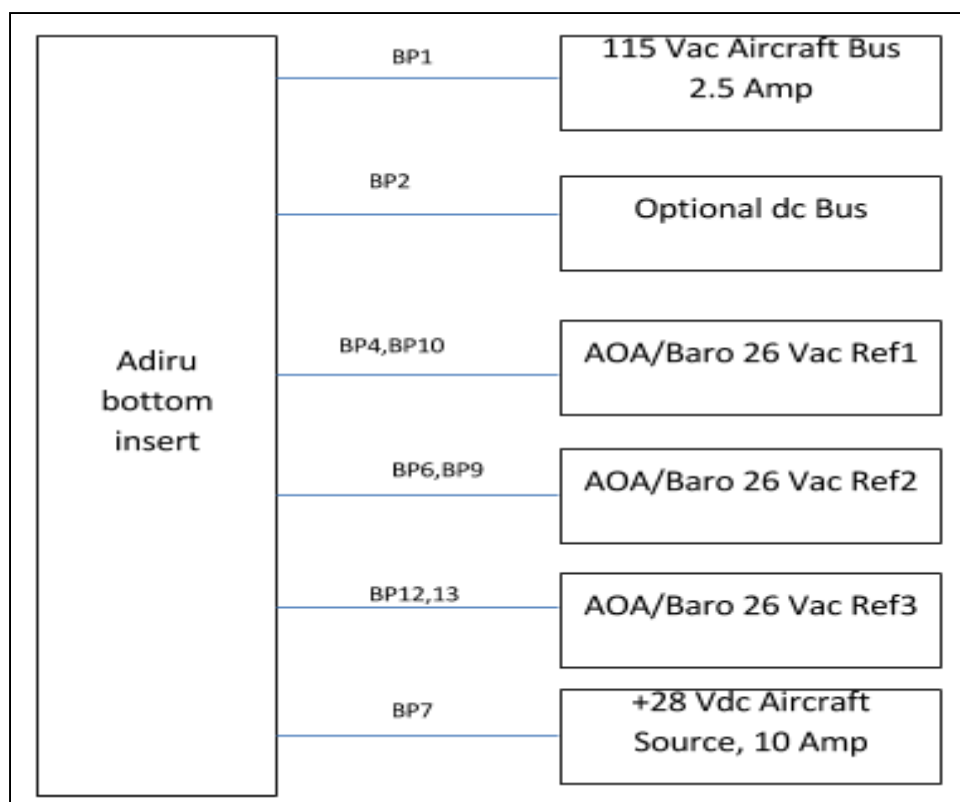 BP1
115 Vac Aircraft Bus
2.5 Amp
BP2
Optional dc Bus
BP4,BP10
AOA/Baro 26 Vac Ref1
Adiru
bottom
insert
BP6,BP9
AOA/Baro 26 Vac Ref2
BP12,13
AOA/Baro 26 Vac Ref3
BP7
+28 Vdc Aircraft
Source, 10 Amp